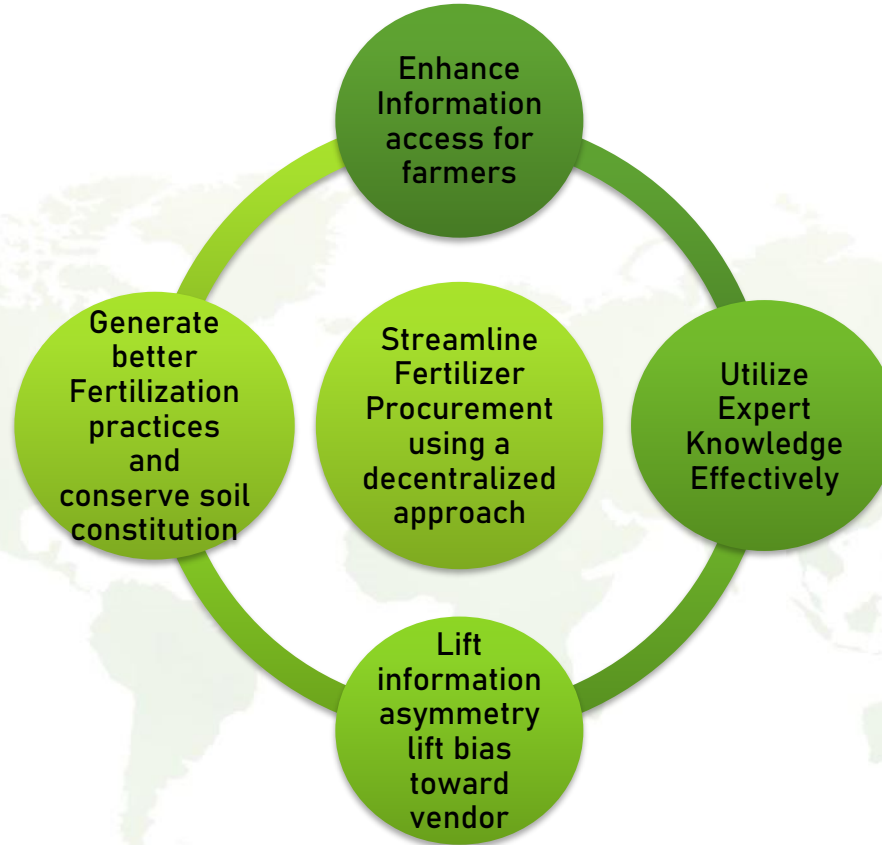 Enhance
Information
access for
farmers
Generate
better
Fertilization
practices
and
conserve soil
constitution
Streamline
Fertilizer
Procurement
using a
decentralized
approach
Utilize
Expert
Knowledge
Effectively
Lift
information
asymmetry
lift bias
toward
vendor